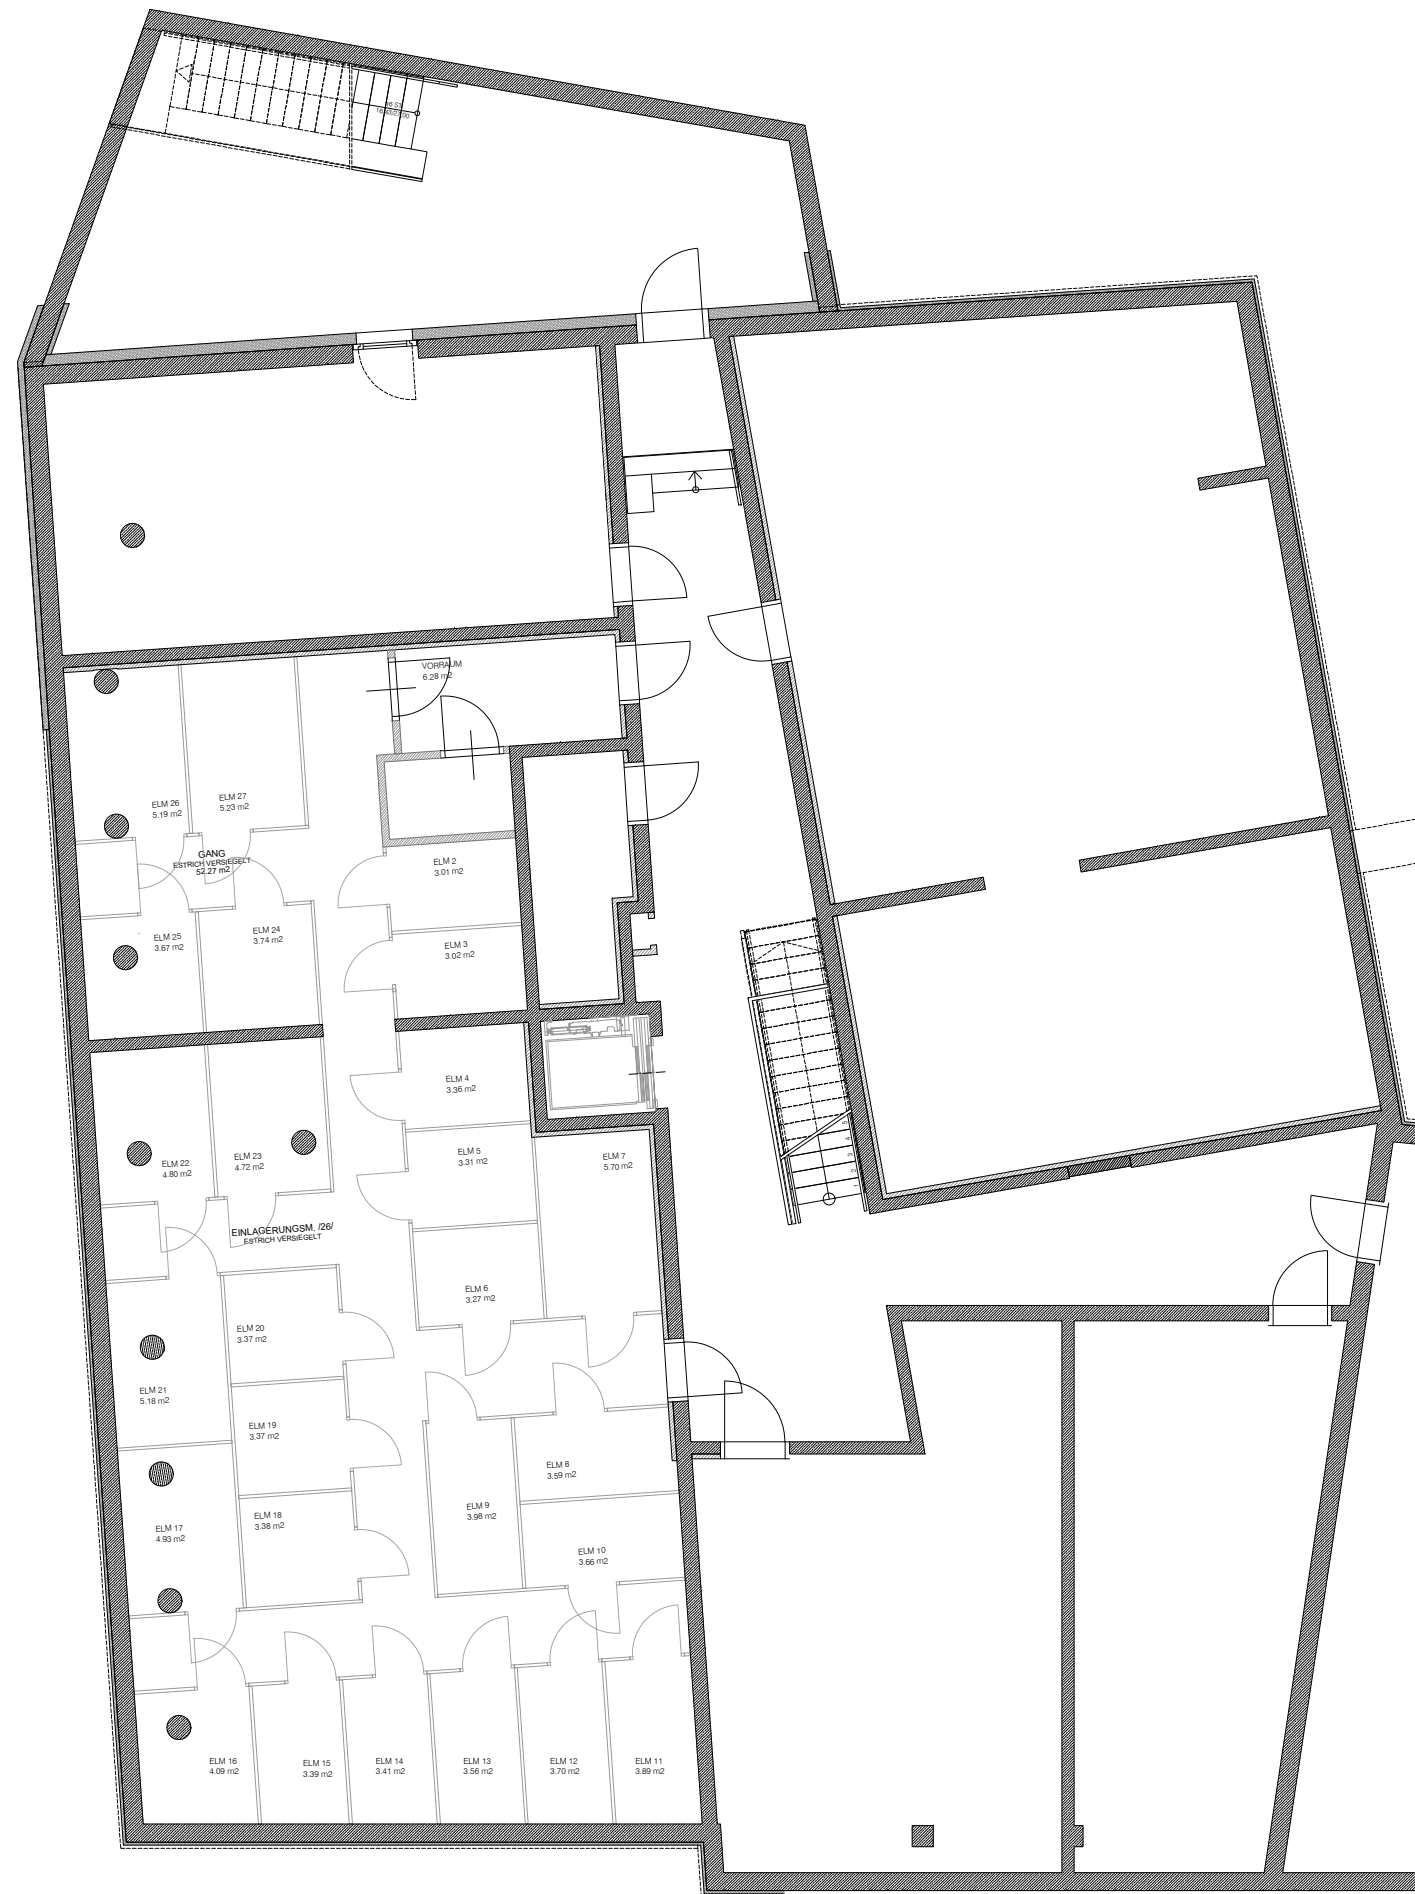 16 ST
VORRAUM
6.28 m2
ELM 26
5.19 m2
ELM 27
5.23 m2
GANG
ESTRICH VERSIEGELT
52.27 m2
ELM 2
3.01 m2
ELM 25
3.67 m2
ELM 24
3.74 m2
ELM 3
3.02 m2
ELM 4
3.36 m2
ELM 22
4.80 m2
ELM 23
4.72 m2
ELM 5
3.31 m2
ELM 7
5.70 m2
5
4
3
2
1
EINLAGERUNGSM. /26/
ESTRICH VERSIEGELT
ELM 6
3.27 m2
ELM 20
3.37 m2
ELM 21
5.18 m2
ELM 19
3.37 m2
ELM 8
3.59 m2
ELM 17
4.93 m2
ELM 18
3.38 m2
ELM 9
3.98 m2
ELM 10
3.66 m2
ELM 16
4.09 m2
ELM 15
3.39 m2
ELM 14
3.41 m2
ELM 13
3.56 m2
ELM 12
3.70 m2
ELM 11
3.89 m2